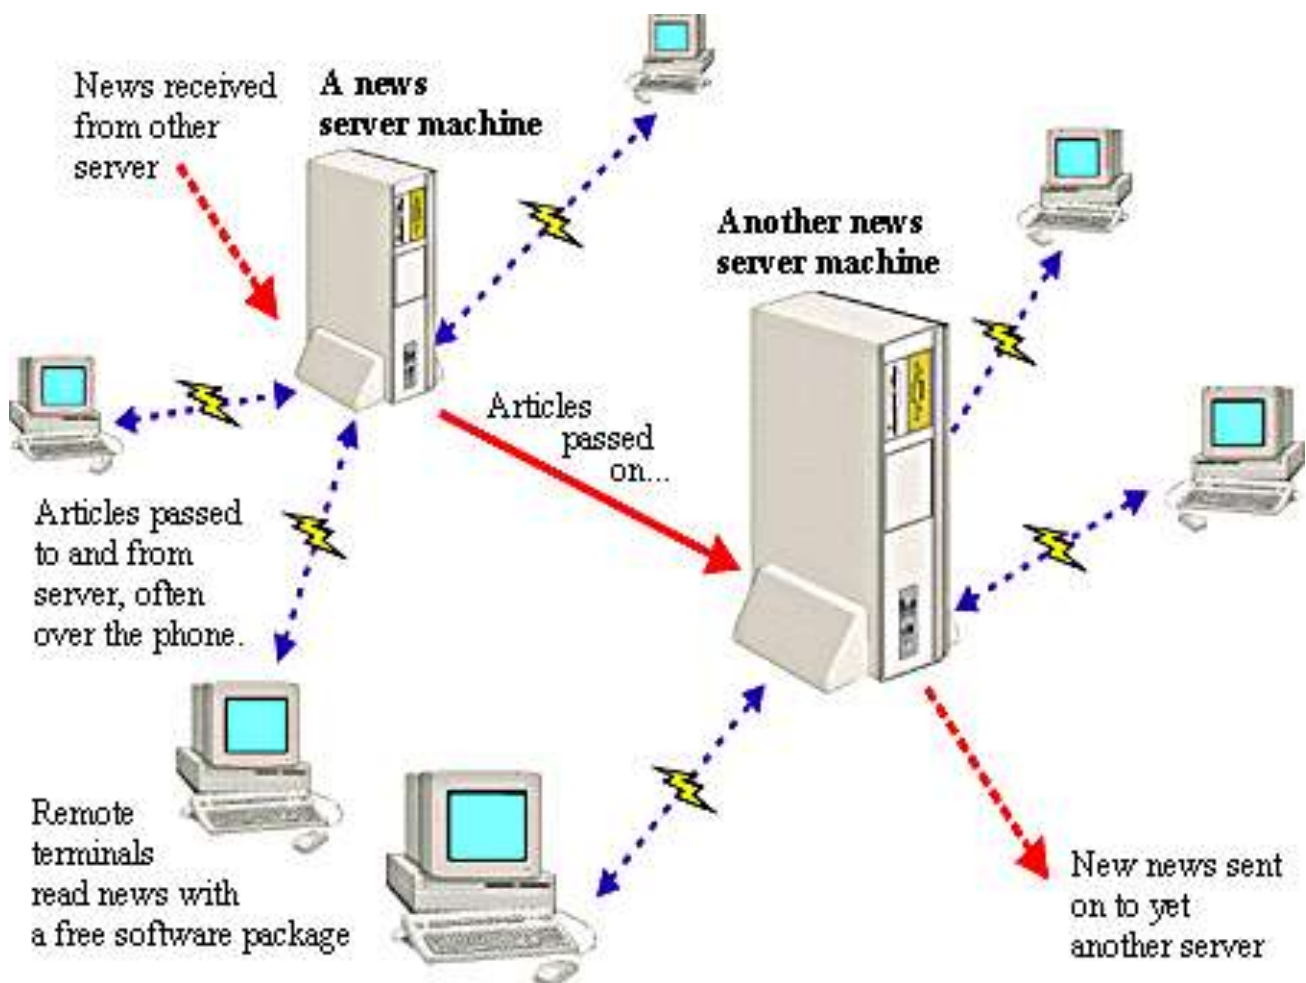 News received
from other
server
A news
server machine
Another news
server machine
Articles
passed
on...
Articles passed
to and from
server, often
over the phone.
Remote
terminals
read news with
a free software package
New news sent
on to yet
another server